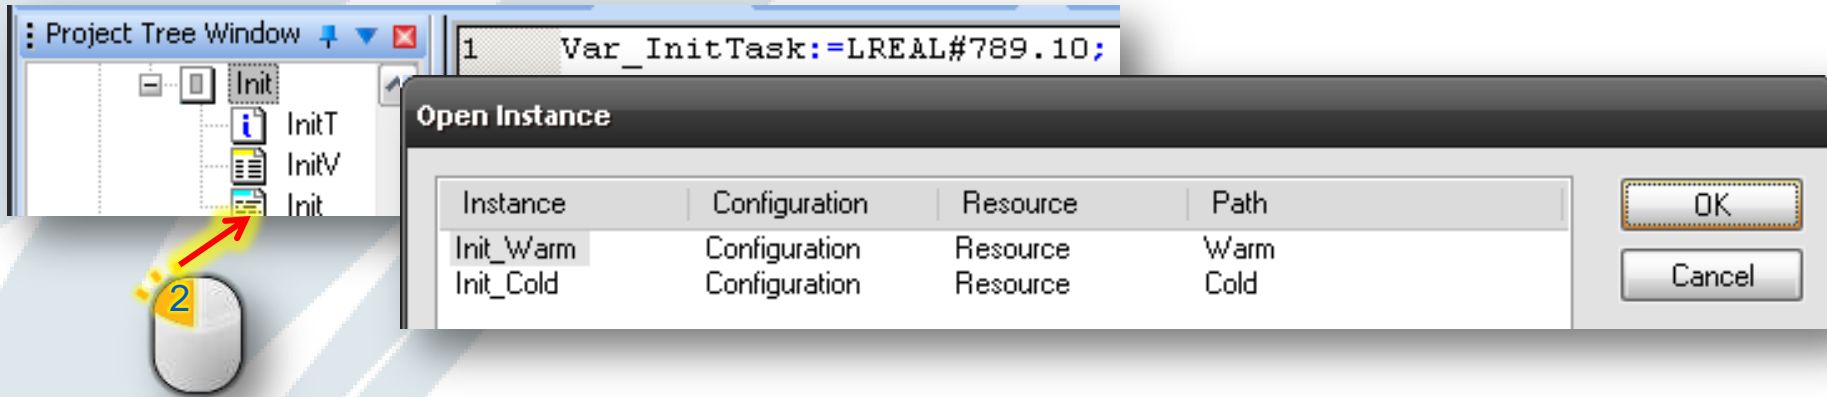 Project Tree Window
Init
InitT
InitV
Init
1 Var_InitTask:=LREAL#789.10;
2
Open Instance
Instance Configuration Resource Path
Init_Warm Configuration Resource Warm
Init_Cold Configuration Resource Cold
OK
Cancel